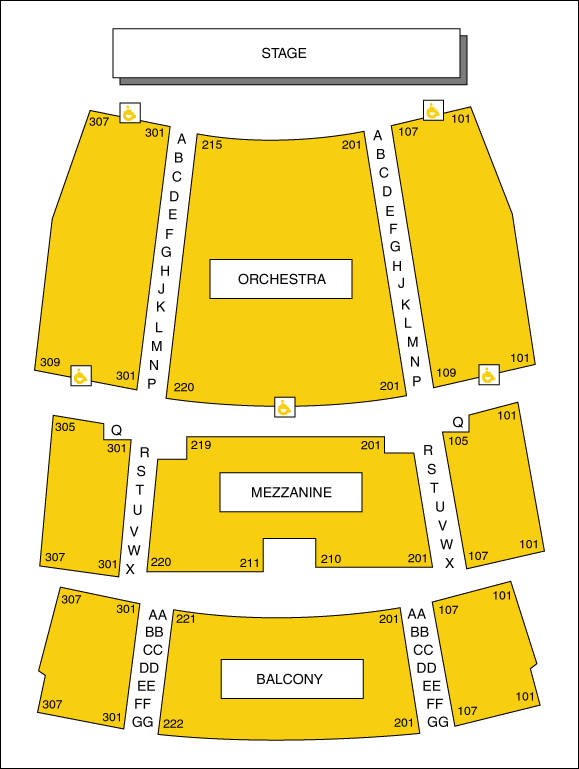 STAGE
307 301 215 201 107 101
A A
B B
C C
D D
E E
F F
G G
H H
J J
K K
L L
M M
N N
P P
ORCHESTRA
309 301 220 201 109 101
305 Q 301 219 201 Q 105 101
R R
S S
T T
U U
V V
W W
X X
MEZZANINE
307 301 220 211 210 201 107 101
307 301 221 201 107 101
AA AA
BB BB
CC CC
DD DD
EE EE
FF FF
GG GG
BALCONY
307 301 222 201 107 101